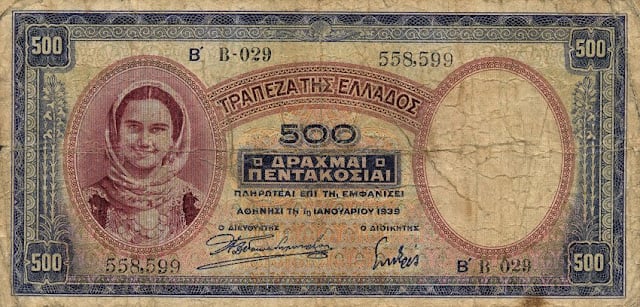 500 Β΄ Β-029 558,599 500
ΤΡΑΠΕΖΑ ΤΗΣ ΕΛΛΑΔΟΣ
500
ΔΡΑΧΜΑΙ
ΠΕΝΤΑΚΟΣΙΑΙ
ΠΛΗΡΩΤΕΑΙ ΕΠΙ ΤΗ ΕΜΦΑΝΙΣΕΙ
ΑΘΗΝΗΣΙ ΤΗ 1η ΙΑΝΟΥΑΡΙΟΥ 1939
Ο ΔΙΕΥΘΥΝΤΗΣ Ο ΔΙΟΙΚΗΤΗΣ
500 558,599 Β΄ Β-029 500